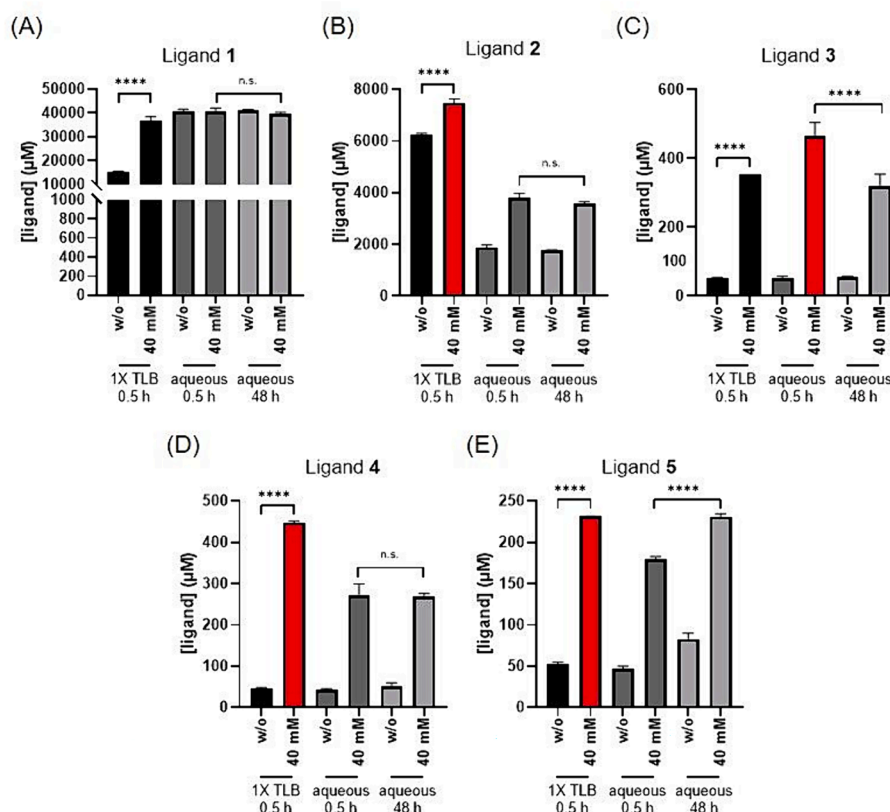 (A)
Ligand 1
[ligand] (µM)
50000
40000
30000
20000
10000
1000
800
600
400
200
0
****
n.s.
w/o
40 mM
w/o
40 mM
w/o
40 mM
1X TLB
0.5 h
aqueous
0.5 h
aqueous
48 h
(B)
Ligand 2
[ligand] (µM)
8000
6000
4000
2000
0
****
n.s.
w/o
40 mM
w/o
40 mM
w/o
40 mM
1X TLB
0.5 h
aqueous
0.5 h
aqueous
48 h
(C)
Ligand 3
[ligand] (µM)
600
400
200
100
0
****
****
w/o
40 mM
w/o
40 mM
w/o
40 mM
1X TLB
0.5 h
aqueous
0.5 h
aqueous
48 h
(D)
Ligand 4
[ligand] (µM)
500
400
300
200
100
0
****
n.s.
w/o
40 mM
w/o
40 mM
w/o
40 mM
1X TLB
0.5 h
aqueous
0.5 h
aqueous
48 h
(E)
Ligand 5
[ligand] (µM)
250
200
150
100
50
0
****
****
w/o
40 mM
w/o
40 mM
w/o
40 mM
1X TLB
0.5 h
aqueous
0.5 h
aqueous
48 h